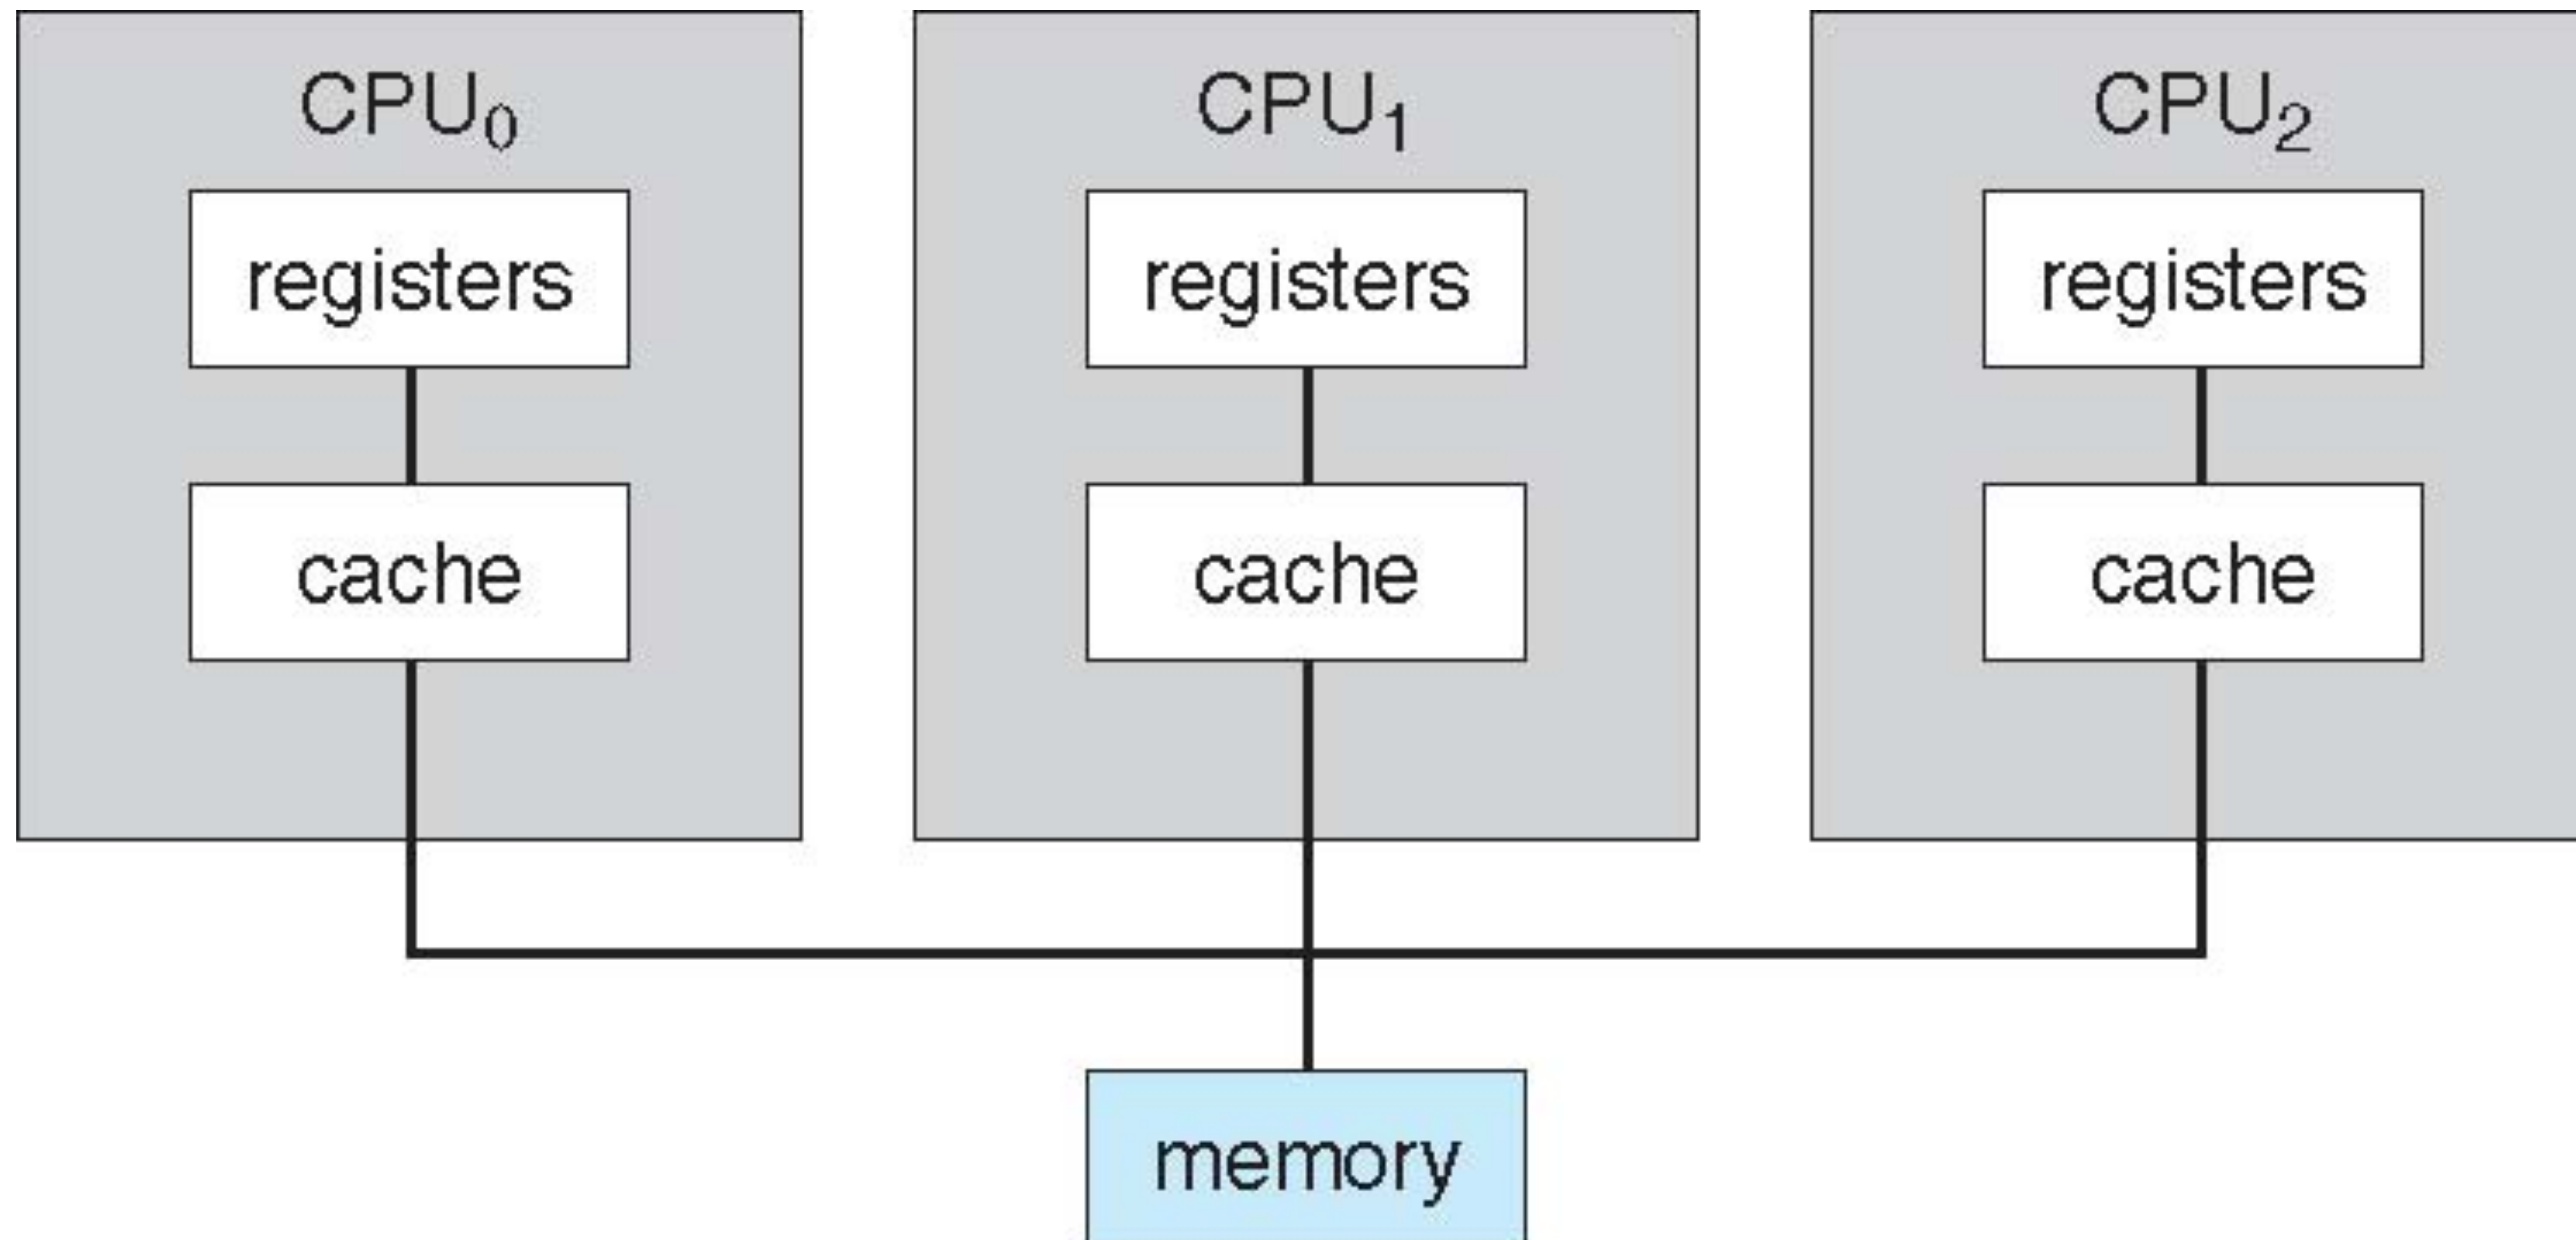 CPU₀ CPU₁ CPU₂
registers registers registers
cache cache cache
memory